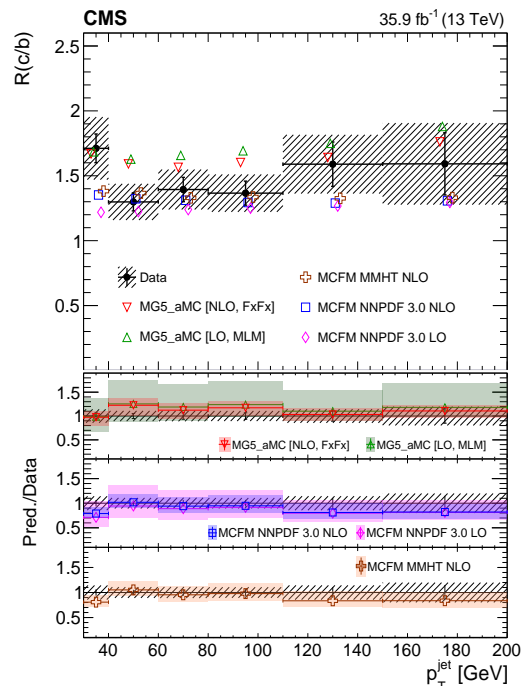 CMS 35.9 fb⁻¹ (13 TeV)
R(c/b)
2.5
2
1.5
1
0.5
Data
MG5_aMC [NLO, FxFx]
MG5_aMC [LO, MLM]
MCFM MMHT NLO
MCFM NNPDF 3.0 NLO
MCFM NNPDF 3.0 LO
Pred./Data
1.5
1
0.5
MG5_aMC [NLO, FxFx] MG5_aMC [LO, MLM]
1.5
1
0.5
MCFM NNPDF 3.0 NLO MCFM NNPDF 3.0 LO
1.5
1
0.5
MCFM MMHT NLO
40 60 80 100 120 140 160 180 200
p_T^jet [GeV]